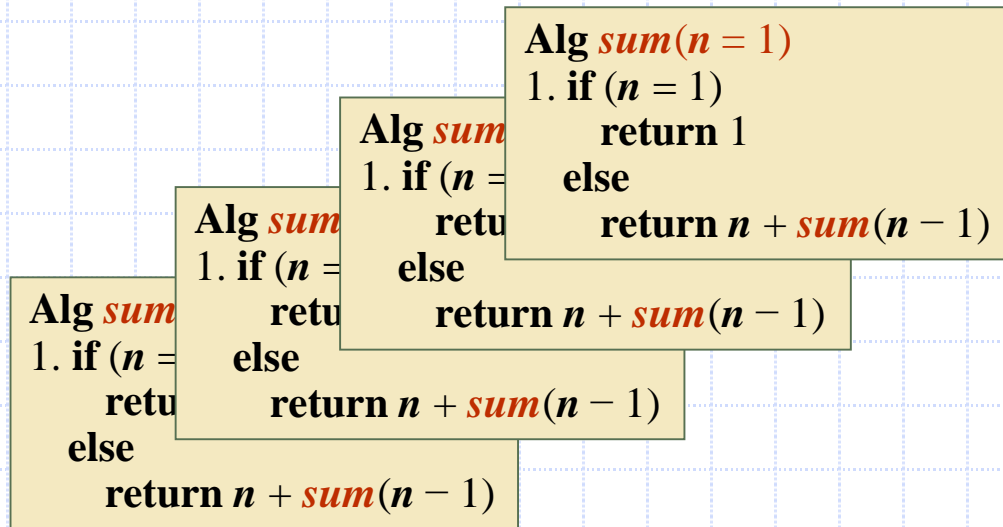 Alg sum(n = 1)
1. if (n = 1)
return 1
else
return n + sum(n − 1)
Alg sum
1. if (n =
retu
else
return n + sum(n − 1)
Alg sum
1. if (n =
retu
else
return n + sum(n − 1)
Alg sum
1. if (n =
retu
else
return n + sum(n − 1)